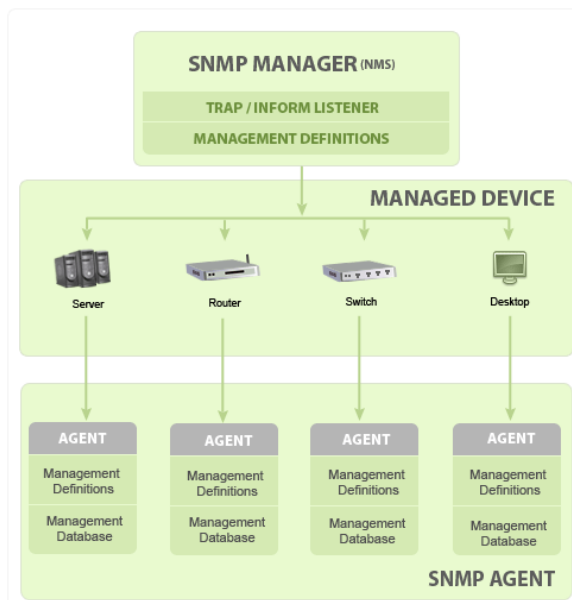 SNMP MANAGER (NMS)
TRAP / INFORM LISTENER
MANAGEMENT DEFINITIONS
MANAGED DEVICE
Server
Router
Switch
Desktop
AGENT
Management
Definitions
Management
Database
AGENT
Management
Definitions
Management
Database
AGENT
Management
Definitions
Management
Database
AGENT
Management
Definitions
Management
Database
SNMP AGENT